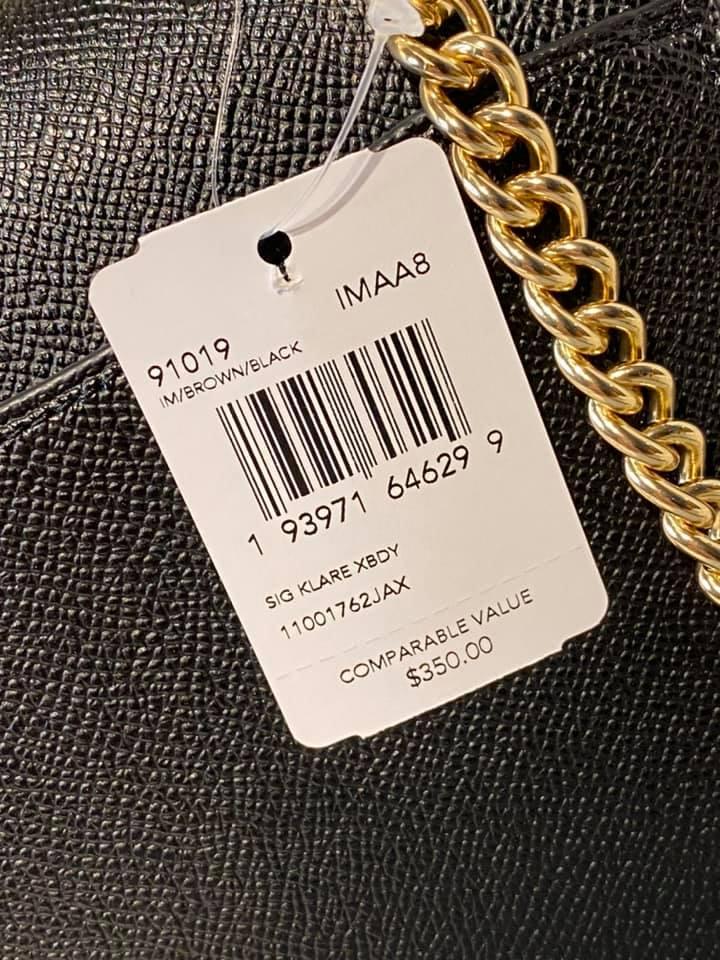 IMAA8
91019
IM/BROWN/BLACK
1 93971 64629 9
SIG KLARE XBDY
11001762JAX
COMPARABLE VALUE
$350.00